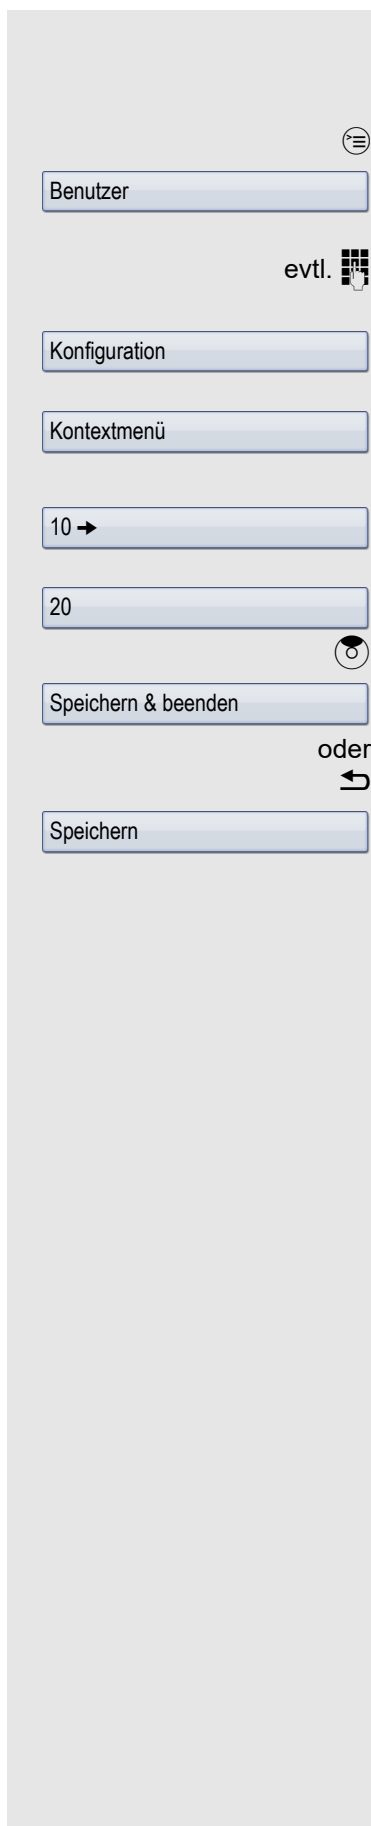 Benutzer
evtl.
Konfiguration
Kontextmenü
10 →
20
Speichern & beenden
oder
Speichern